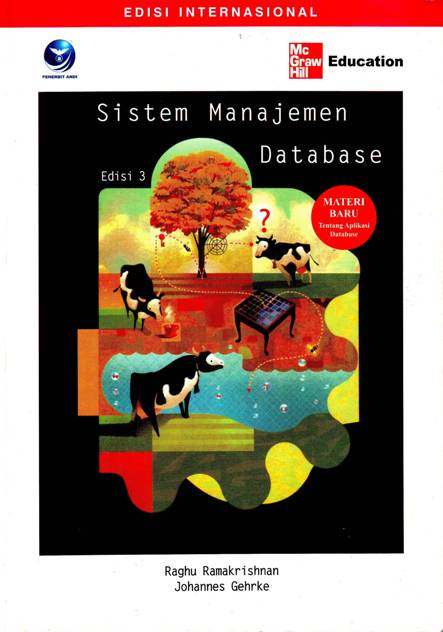 EDISI INTERNASIONAL
PENERBIT ANDI
Mc
Graw
Hill
Education
Sistem Manajemen
Database
Edisi 3
MATERI
BARU
Tentang Aplikasi
Database
?
Raghu Ramakrishnan
Johannes Gehrke